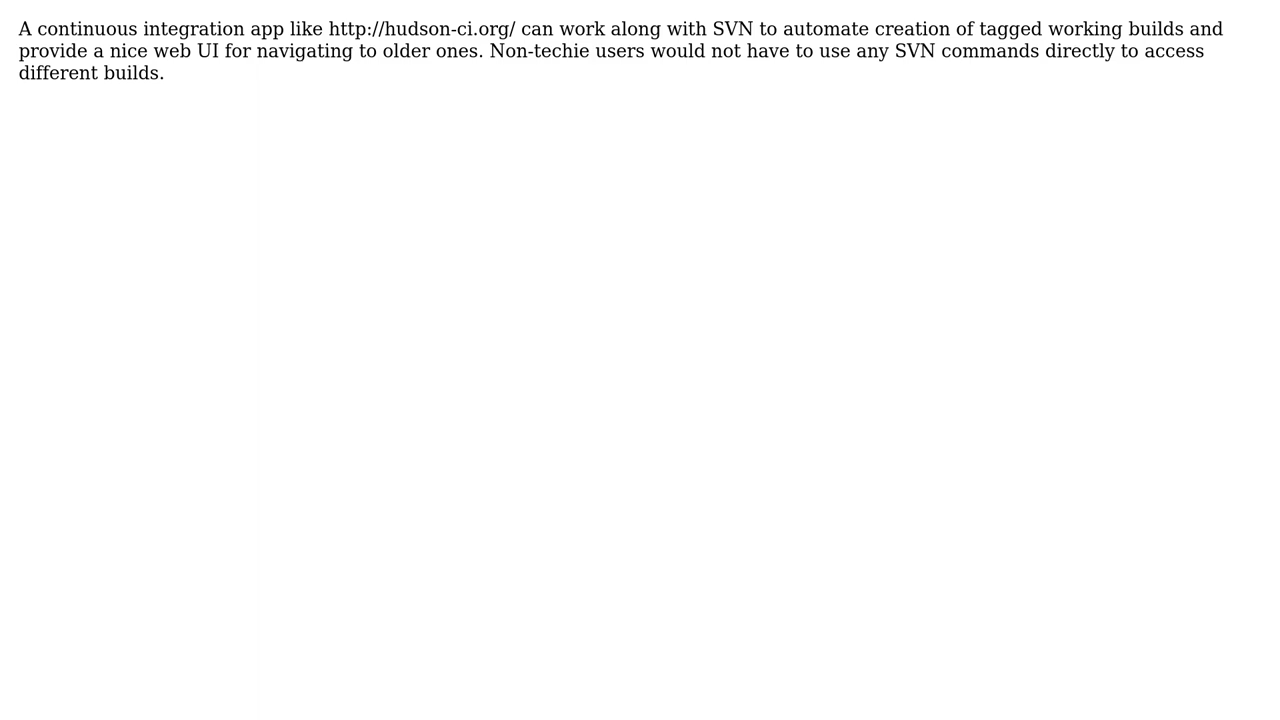 A continuous integration app like http://hudson-ci.org/ can work along with SVN to automate creation of tagged working builds and
provide a nice web UI for navigating to older ones. Non-techie users would not have to use any SVN commands directly to access
different builds.